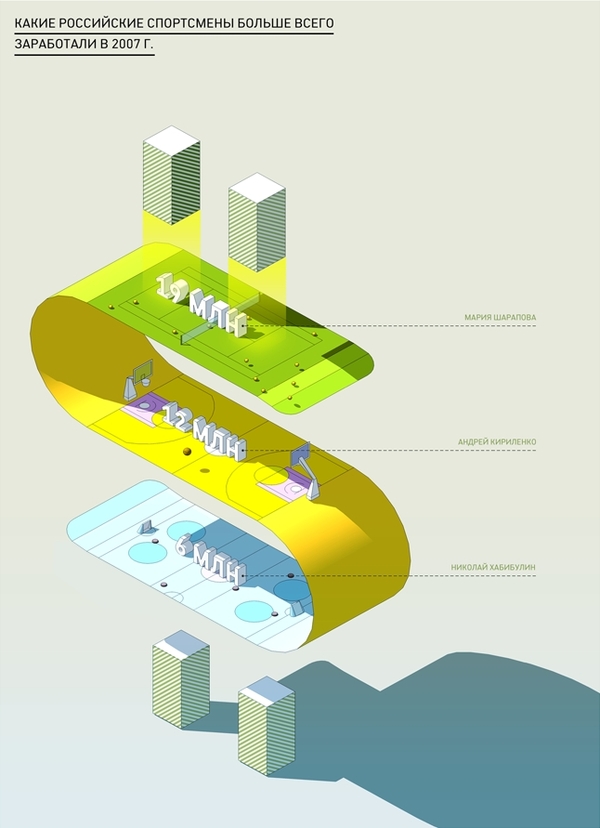 КАКИЕ РОССИЙСКИЕ СПОРТСМЕНЫ БОЛЬШЕ ВСЕГО
ЗАРАБОТАЛИ В 2007 Г.
19 МЛН
МАРИЯ ШАРАПОВА
12 МЛН
АНДРЕЙ КИРИЛЕНКО
6 МЛН
НИКОЛАЙ ХАБИБУЛИН